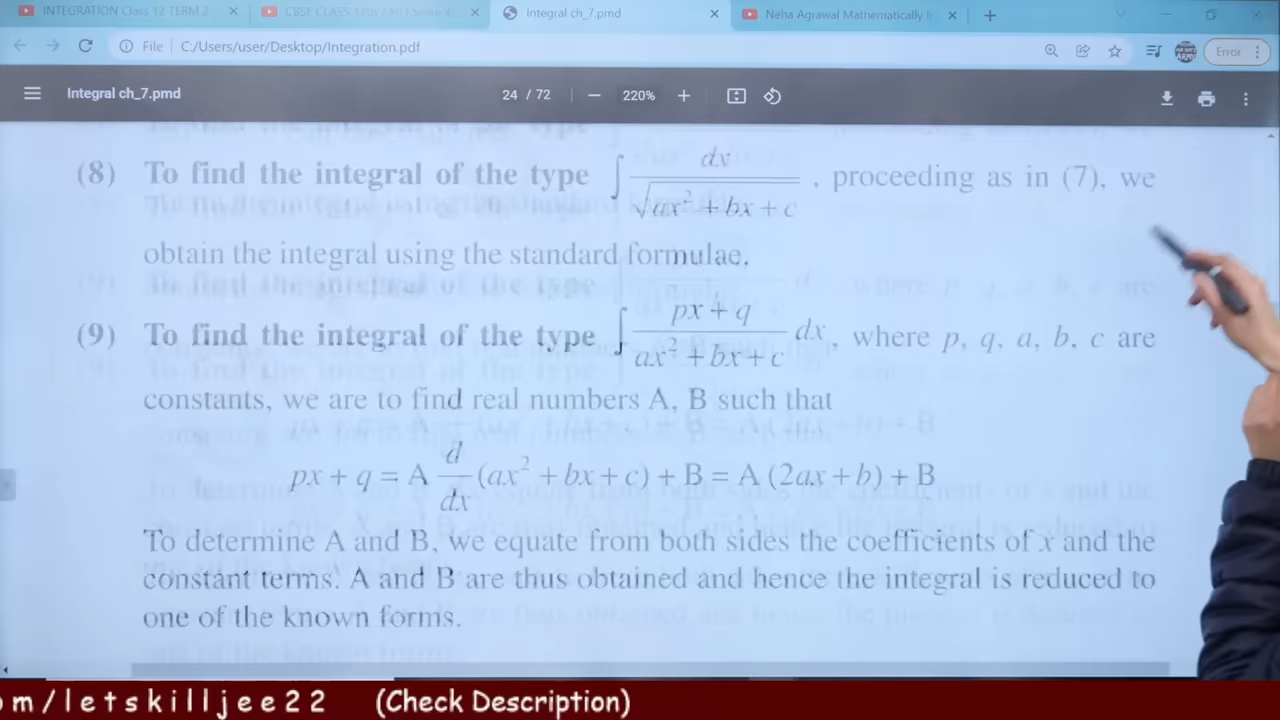 INTEGRATION Class 12 TERM 2
CBSE CLASS 12th / XII
Integral ch_7.pmd
Neha Agrawal Mathematically I
File C:/Users/user/Desktop/Integration.pdf
Error
Integral ch_7.pmd
24 / 72
220%
(8) To find the integral of the type ∫ dx / √(ax² + bx + c) , proceeding as in (7), we
obtain the integral using the standard formulae.
(9) To find the integral of the type ∫ (px + q) / (ax² + bx + c) dx, where p, q, a, b, c are
constants, we are to find real numbers A, B such that
px + q = A d/dx (ax² + bx + c) + B = A (2ax + b) + B
To determine A and B, we equate from both sides the coefficients of x and the
constant terms. A and B are thus obtained and hence the integral is reduced to
one of the known forms.
om/letskilljee22 (Check Description)